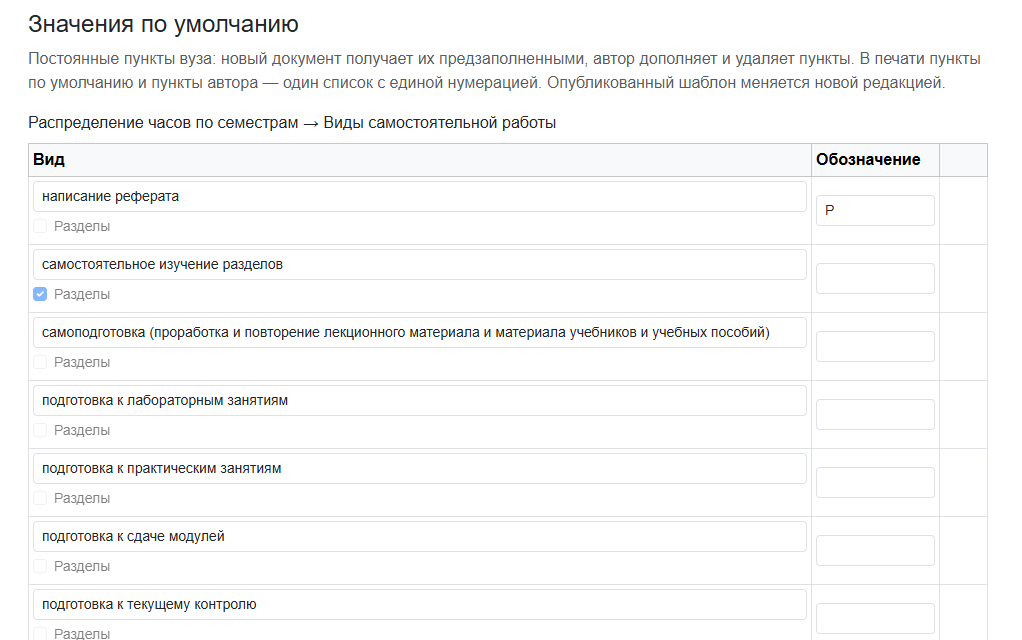 Значения по умолчанию
Постоянные пункты вуза: новый документ получает их предзаполненными, автор дополняет и удаляет пункты. В печати пункты
по умолчанию и пункты автора — один список с единой нумерацией. Опубликованный шаблон меняется новой редакцией.
Распределение часов по семестрам → Виды самостоятельной работы
Вид Обозначение
написание реферата
Р
Разделы
самостоятельное изучение разделов
Разделы
самоподготовка (проработка и повторение лекционного материала и материала учебников и учебных пособий)
Разделы
подготовка к лабораторным занятиям
Разделы
подготовка к практическим занятиям
Разделы
подготовка к сдаче модулей
Разделы
подготовка к текущему контролю
Разделы